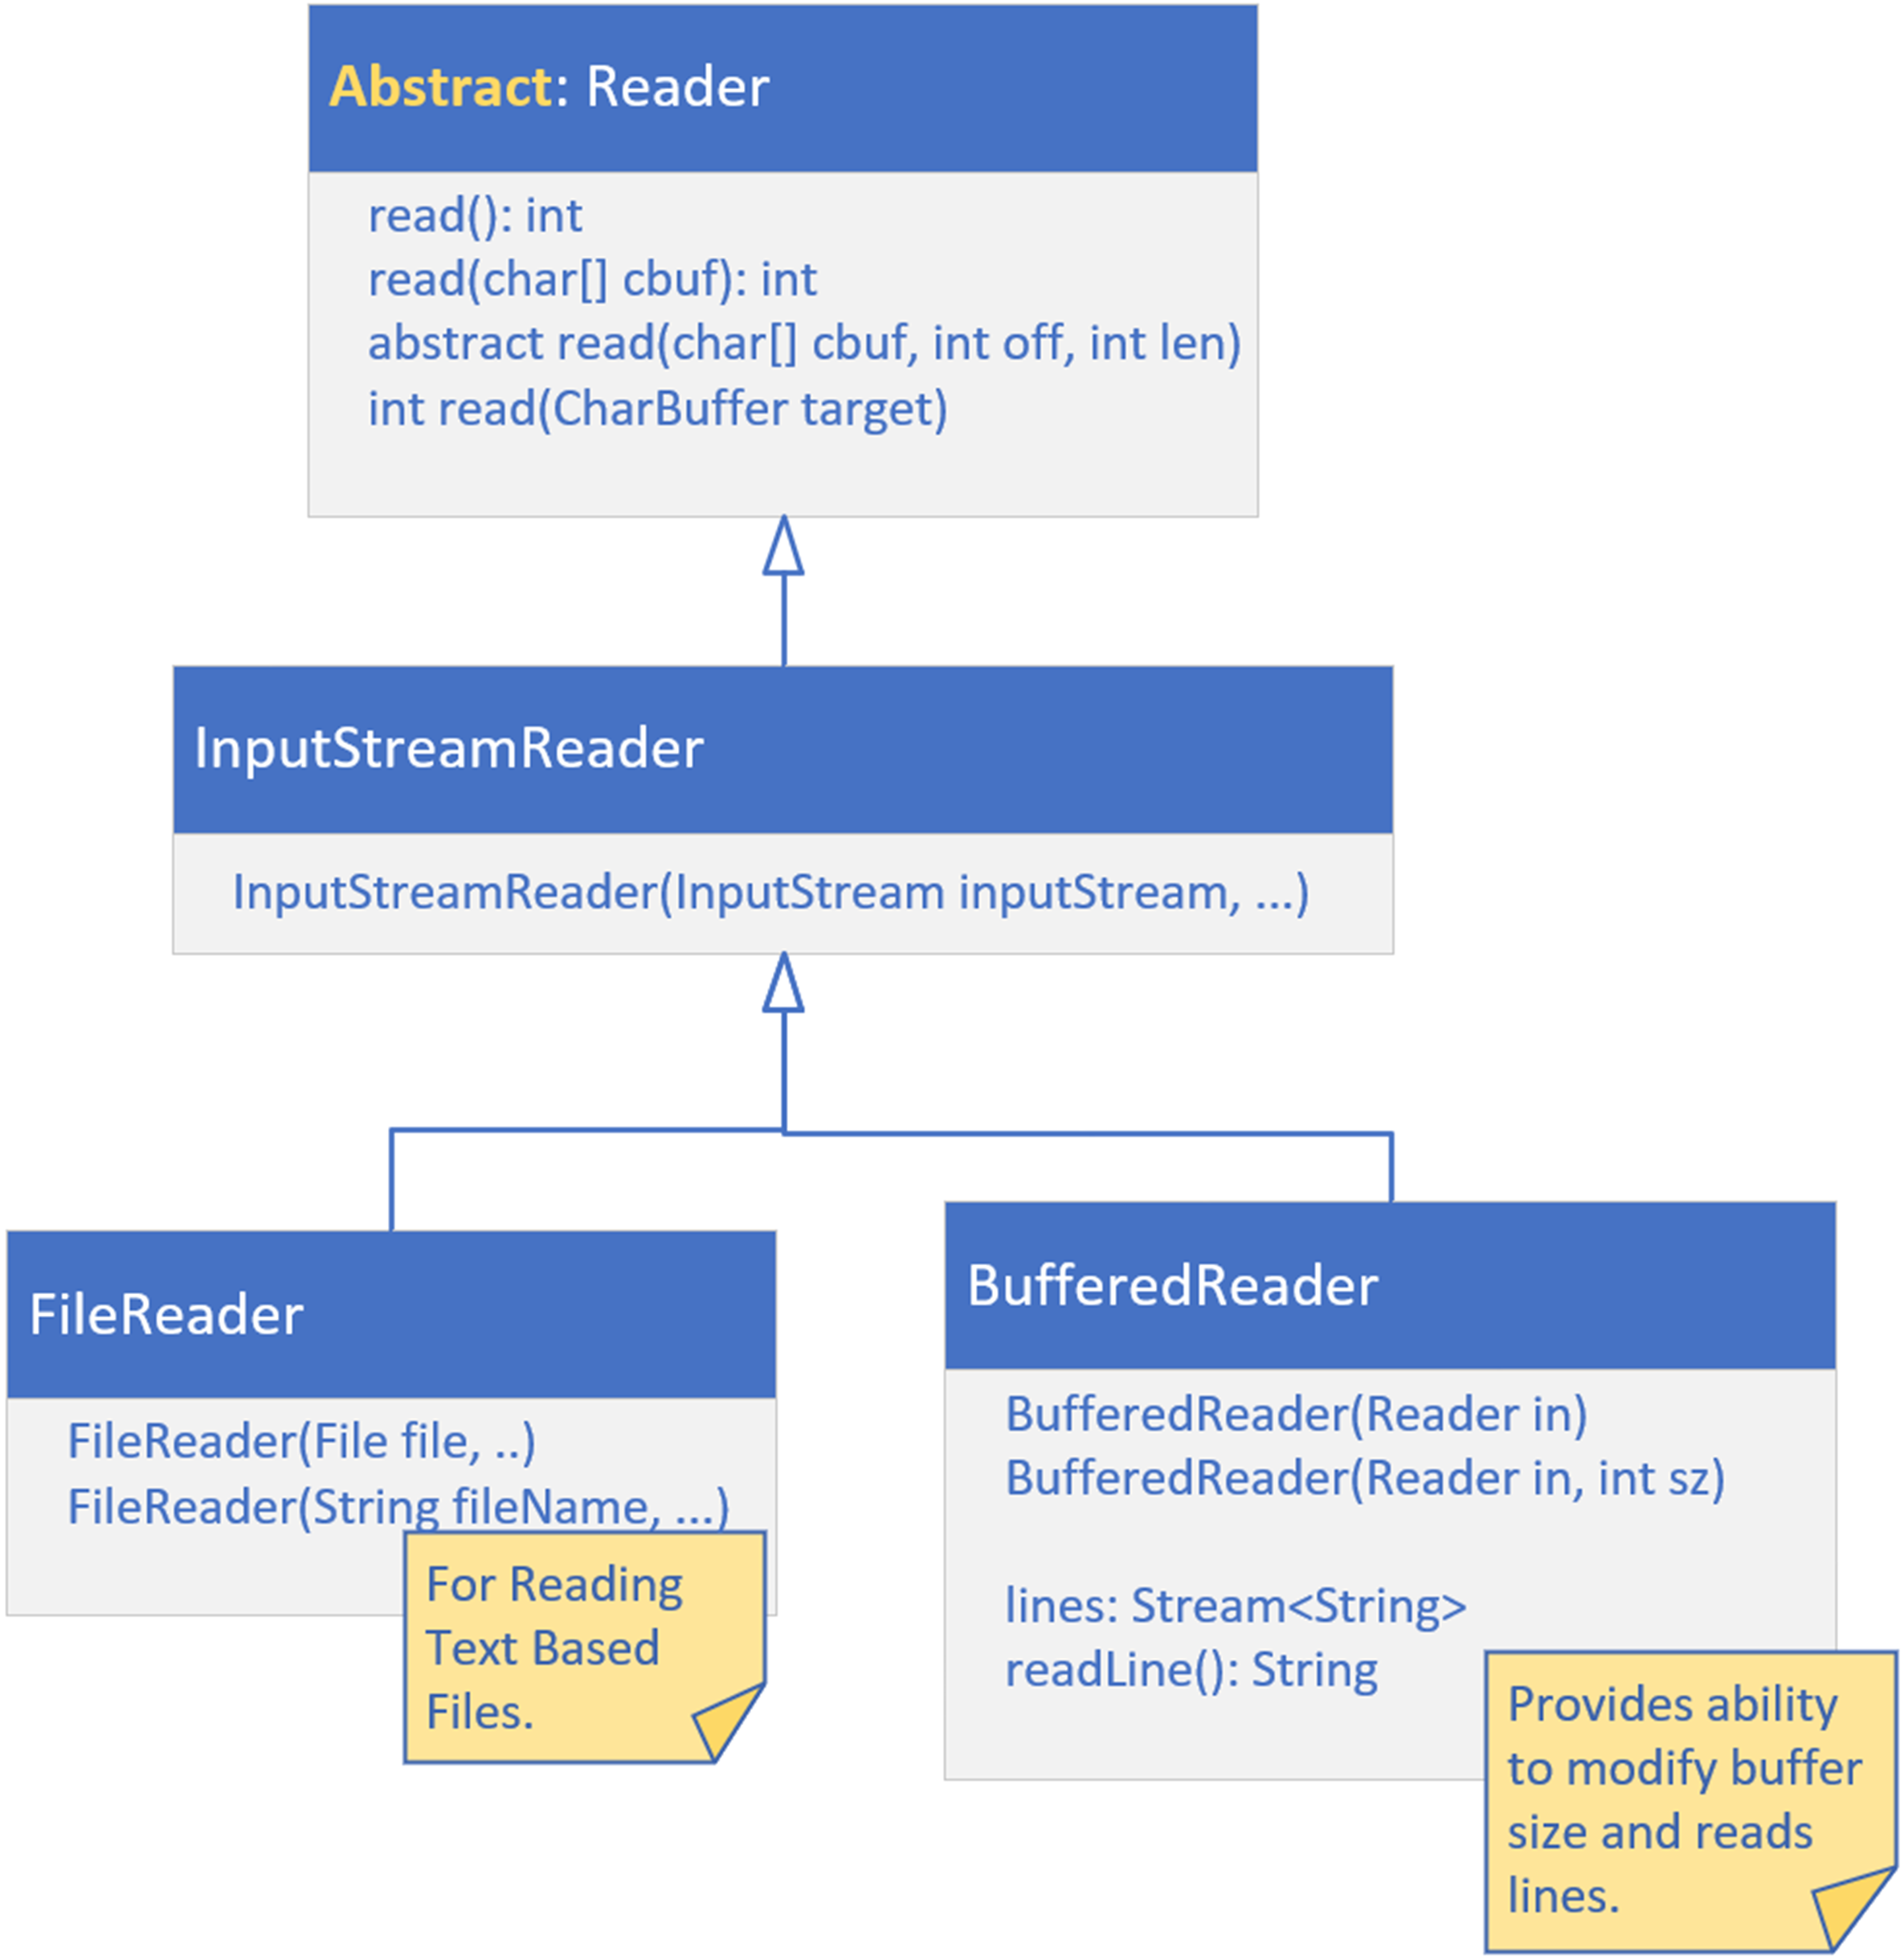 Abstract: Reader
read(): int
read(char[] cbuf): int
abstract read(char[] cbuf, int off, int len)
int read(CharBuffer target)
InputStreamReader
InputStreamReader(InputStream inputStream, ...)
FileReader
FileReader(File file, ..)
FileReader(String fileName, ...)
For Reading
Text Based
Files.
BufferedReader
BufferedReader(Reader in)
BufferedReader(Reader in, int sz)
lines: Stream<String>
readLine(): String
Provides ability
to modify buffer
size and reads
lines.